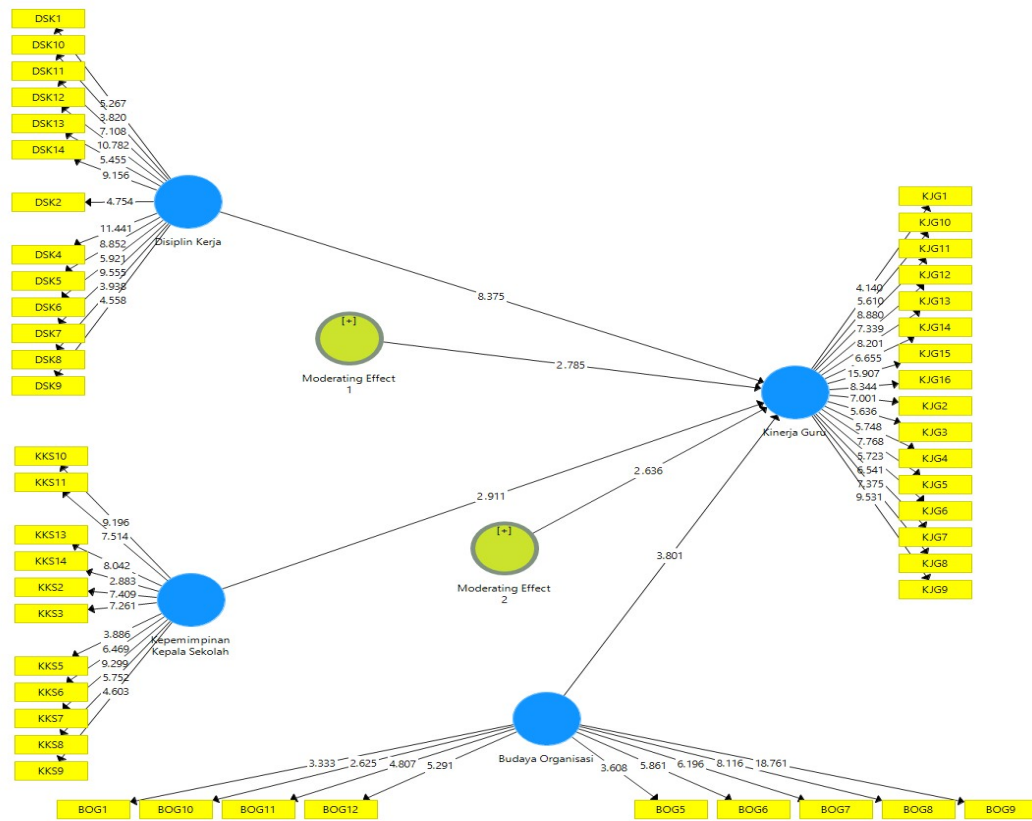 DSK1
DSK10
DSK11
DSK12
DSK13
DSK14
DSK2
DSK4
DSK5
DSK6
DSK7
DSK8
DSK9
5.267
3.820
7.108
10.782
5.455
9.156
4.754
11.441
8.852
5.921
9.555
3.938
4.558
Disiplin Kerja
8.375
[+]
Moderating Effect
1
2.785
KJG1
KJG10
KJG11
KJG12
KJG13
KJG14
KJG15
KJG16
KJG2
KJG3
KJG4
KJG5
KJG6
KJG7
KJG8
KJG9
4.140
5.610
8.880
7.339
8.201
6.655
15.907
8.344
7.001
5.636
5.748
7.768
5.723
6.541
7.375
9.531
Kinerja Guru
KKS10
KKS11
KKS13
KKS14
KKS2
KKS3
KKS5
KKS6
KKS7
KKS8
KKS9
9.196
7.514
8.042
2.883
7.409
7.261
3.886
6.469
9.299
5.752
4.603
Kepemimpinan
Kepala Sekolah
2.911
[+]
Moderating Effect
2
2.636
3.801
Budaya Organisasi
3.333
2.625
4.807
5.291
3.608
5.861
6.196
8.116
18.761
BOG1
BOG10
BOG11
BOG12
BOG5
BOG6
BOG7
BOG8
BOG9